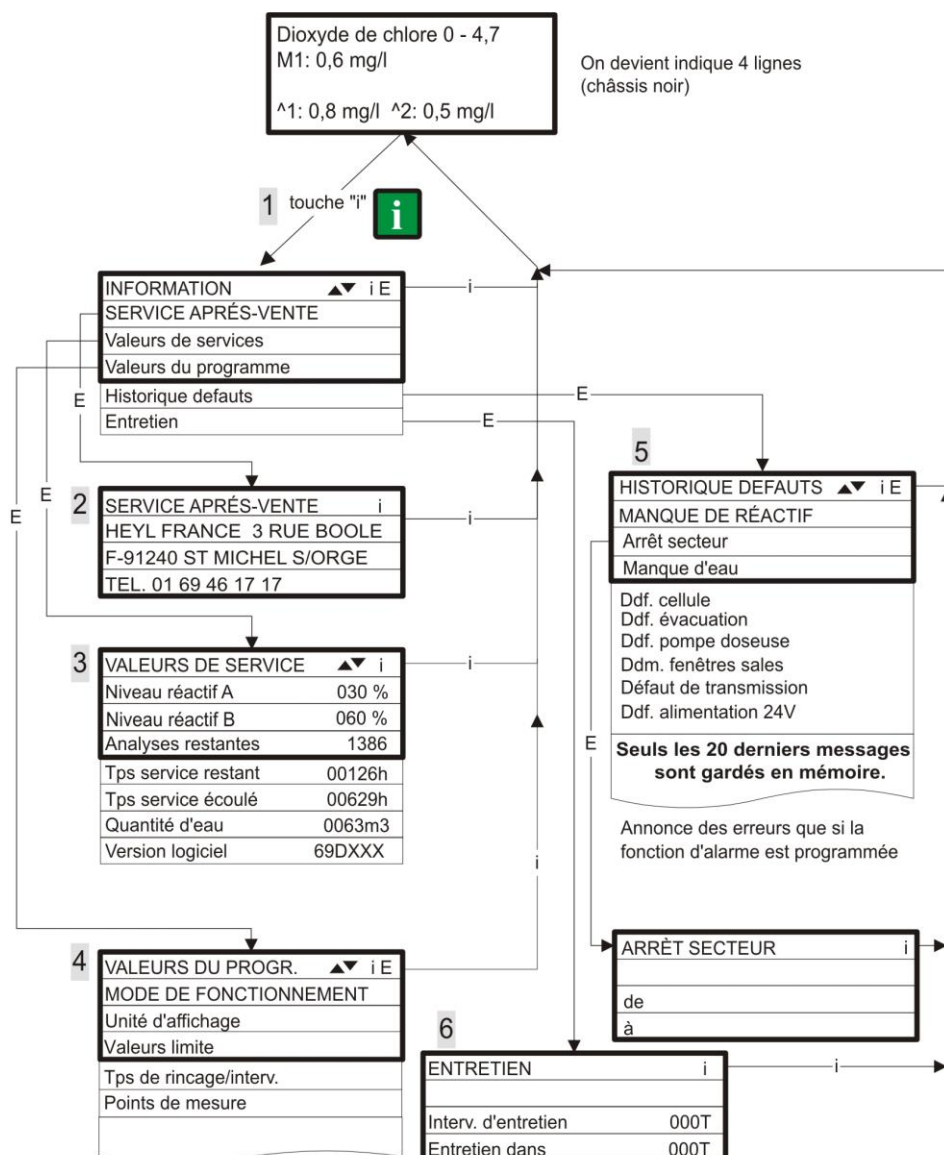 Dioxyde de chlore 0 - 4,7
M1: 0,6 mg/l
^1: 0,8 mg/l ^2: 0,5 mg/l
On devient indique 4 lignes
(châssis noir)
1 touche "i" i
INFORMATION ▲▼ i E
SERVICE APRÉS-VENTE
Valeurs de services
Valeurs du programme
Historique defauts
Entretien
i
E
E
E
E
E
2
SERVICE APRÉS-VENTE i
HEYL FRANCE 3 RUE BOOLE
F-91240 ST MICHEL S/ORGE
TEL. 01 69 46 17 17
i
3
VALEURS DE SERVICE ▲▼ i
Niveau réactif A 030 %
Niveau réactif B 060 %
Analyses restantes 1386
Tps service restant 00126h
Tps service écoulé 00629h
Quantité d'eau 0063m3
Version logiciel 69DXXX
i
i
4
VALEURS DU PROGR. ▲▼ i E
MODE DE FONCTIONNEMENT
Unité d'affichage
Valeurs limite
Tps de rincage/interv.
Points de mesure
5
HISTORIQUE DEFAUTS ▲▼ i E
MANQUE DE RÉACTIF
Arrêt secteur
Manque d'eau
Ddf. cellule
Ddf. évacuation
Ddf. pompe doseuse
Ddm. fenêtres sales
Défaut de transmission
Ddf. alimentation 24V
Seuls les 20 derniers messages
sont gardés en mémoire.
E
Annonce des erreurs que si la
fonction d'alarme est programmée
ARRÈT SECTEUR i
de
à
6
ENTRETIEN i
Interv. d'entretien 000T
Entretien dans 000T
i